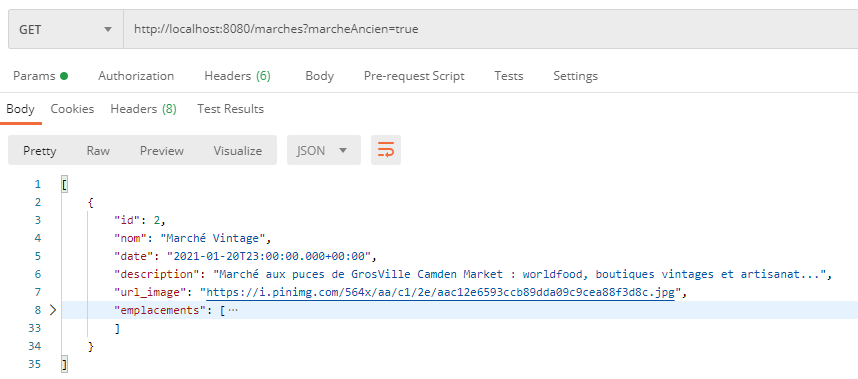 GET http://localhost:8080/marches?marcheAncien=true
Params Authorization Headers (6) Body Pre-request Script Tests Settings
Body Cookies Headers (8) Test Results
Pretty Raw Preview Visualize JSON
1 [
2 {
3 "id": 2,
4 "nom": "Marché Vintage",
5 "date": "2021-01-20T23:00:00.000+00:00",
6 "description": "Marché aux puces de GrosVille Camden Market : worldfood, boutiques vintages et artisanat...",
7 "url_image": "https://i.pinimg.com/564x/aa/c1/2e/aac12e6593ccb89dda09c9cea88f3d8c.jpg",
8 "emplacements": [⋯
33 ]
34 }
35 ]